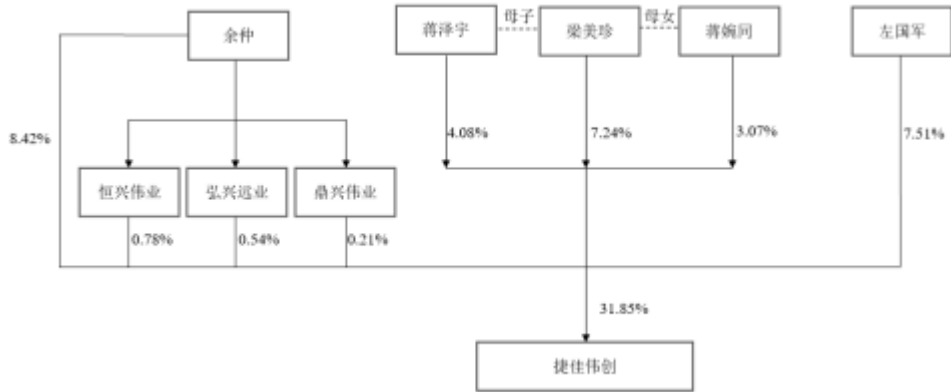 余仲
蒋泽宇
母子
梁美珍
母女
蒋婉同
左国军
8.42%
4.08%
7.24%
3.07%
7.51%
恒兴伟业
弘兴远业
鼎兴伟业
0.78%
0.54%
0.21%
31.85%
捷佳伟创